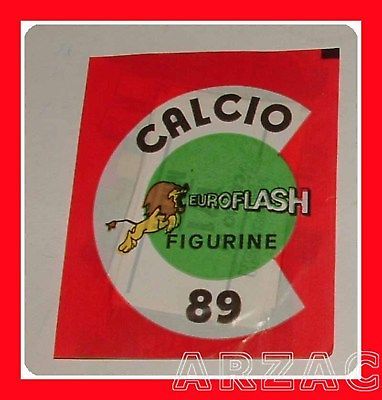 CALCIO
EUROFLASH
FIGURINE
89
ARZAC